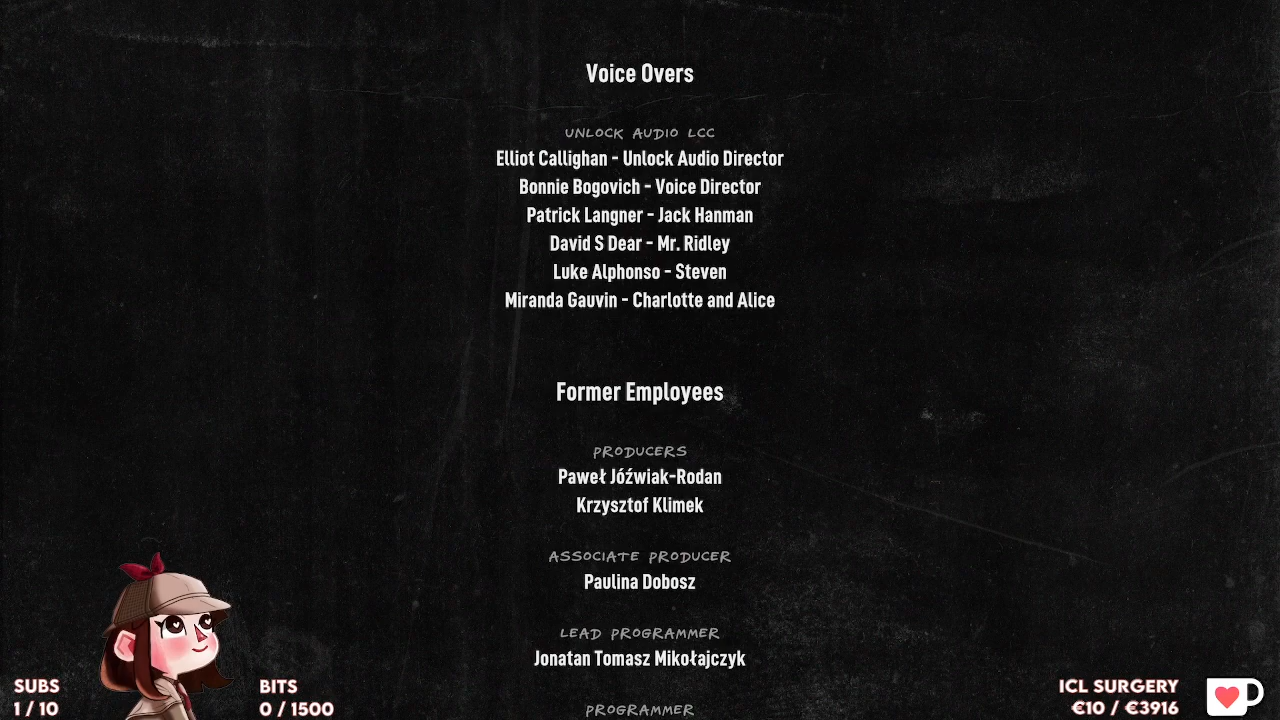 Voice Overs
UNLOCK AUDIO LCC
Elliot Callighan - Unlock Audio Director
Bonnie Bogovich - Voice Director
Patrick Langner - Jack Hanman
David S Dear - Mr. Ridley
Luke Alphonso - Steven
Miranda Gauvin - Charlotte and Alice
Former Employees
PRODUCERS
Paweł Jóźwiak-Rodan
Krzysztof Klimek
ASSOCIATE PRODUCER
Paulina Dobosz
LEAD PROGRAMMER
Jonatan Tomasz Mikołajczyk
PROGRAMMER
SUBS
1 / 10
BITS
0 / 1500
ICL SURGERY
€10 / €3916